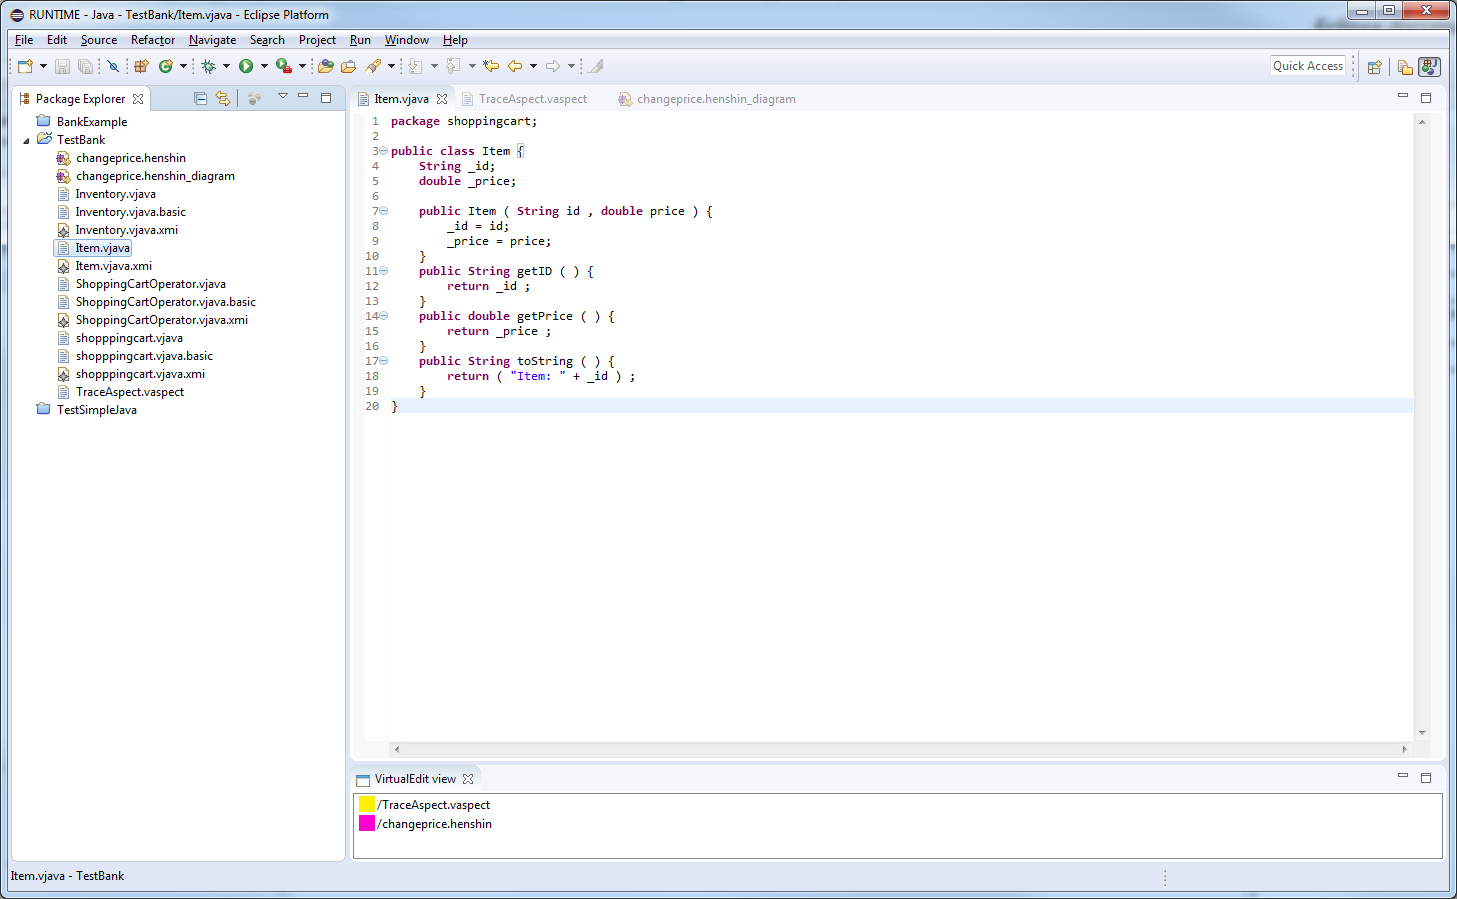 RUNTIME - Java - TestBank/Item.vjava - Eclipse Platform
File Edit Source Refactor Navigate Search Project Run Window Help
Quick Access
Package Explorer
BankExample
TestBank
changeprice.henshin
changeprice.henshin_diagram
Inventory.vjava
Inventory.vjava.basic
Inventory.vjava.xmi
Item.vjava
Item.vjava.xmi
ShoppingCartOperator.vjava
ShoppingCartOperator.vjava.basic
ShoppingCartOperator.vjava.xmi
shopppingcart.vjava
shopppingcart.vjava.basic
shopppingcart.vjava.xmi
TraceAspect.vaspect
TestSimpleJava
Item.vjava TraceAspect.vaspect changeprice.henshin_diagram
1 package shoppingcart;
2
3 public class Item {
4 String _id;
5 double _price;
6
7 public Item ( String id , double price ) {
8 _id = id;
9 _price = price;
10 }
11 public String getID ( ) {
12 return _id ;
13 }
14 public double getPrice ( ) {
15 return _price ;
16 }
17 public String toString ( ) {
18 return ( "Item: " + _id ) ;
19 }
20 }
VirtualEdit view
/TraceAspect.vaspect
/changeprice.henshin
Item.vjava - TestBank